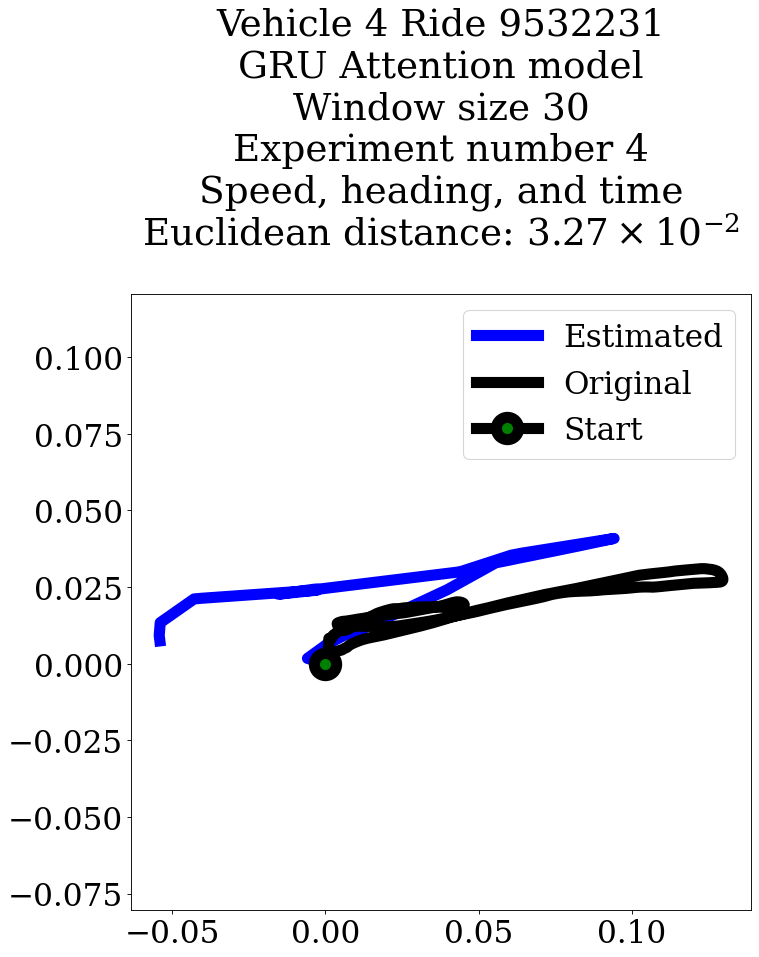 Vehicle 4 Ride 9532231
GRU Attention model
Window size 30
Experiment number 4
Speed, heading, and time
Euclidean distance: 3.27 × 10⁻²
Estimated
Original
Start
0.100
0.075
0.050
0.025
0.000
−0.025
−0.050
−0.075
−0.05 0.00 0.05 0.10